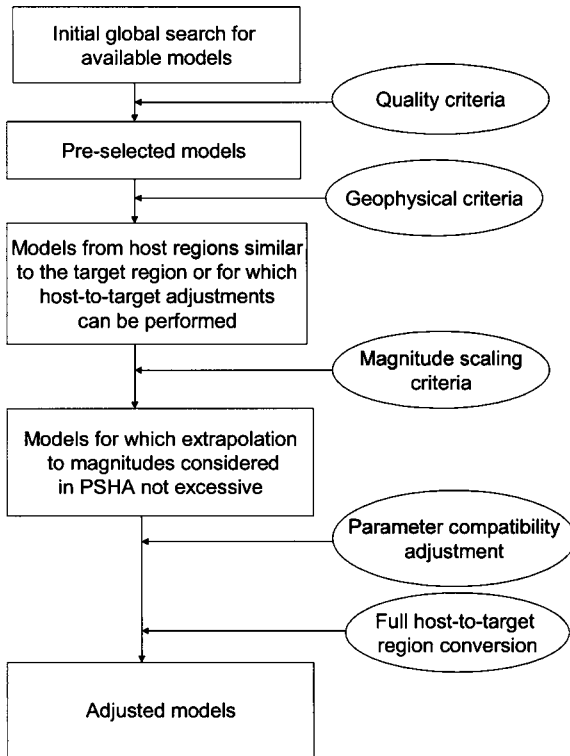 Initial global search for
available models
Quality criteria
Pre-selected models
Geophysical criteria
Models from host regions similar
to the target region or for which
host-to-target adjustments
can be performed
Magnitude scaling
criteria
Models for which extrapolation
to magnitudes considered
in PSHA not excessive
Parameter compatibility
adjustment
Full host-to-target
region conversion
Adjusted models